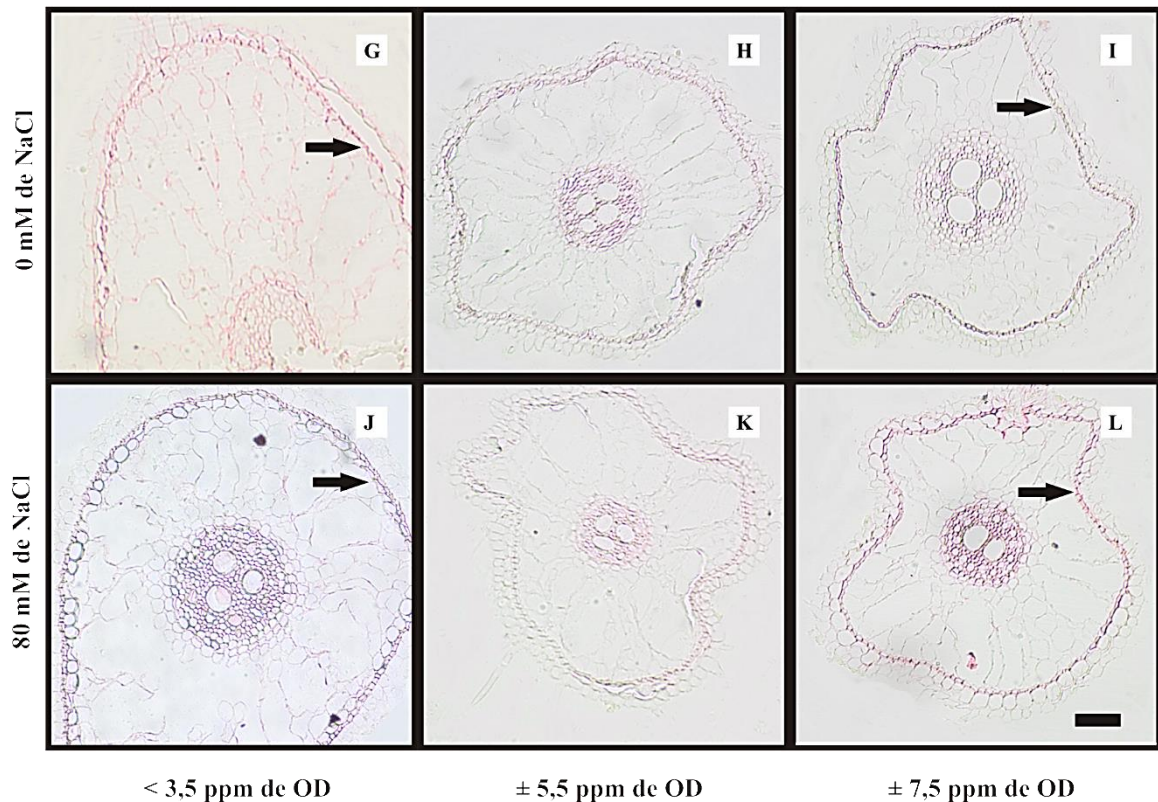 0 mM de NaCl
G
H
I
80 mM de NaCl
J
K
L
< 3,5 ppm de OD
± 5,5 ppm de OD
± 7,5 ppm de OD